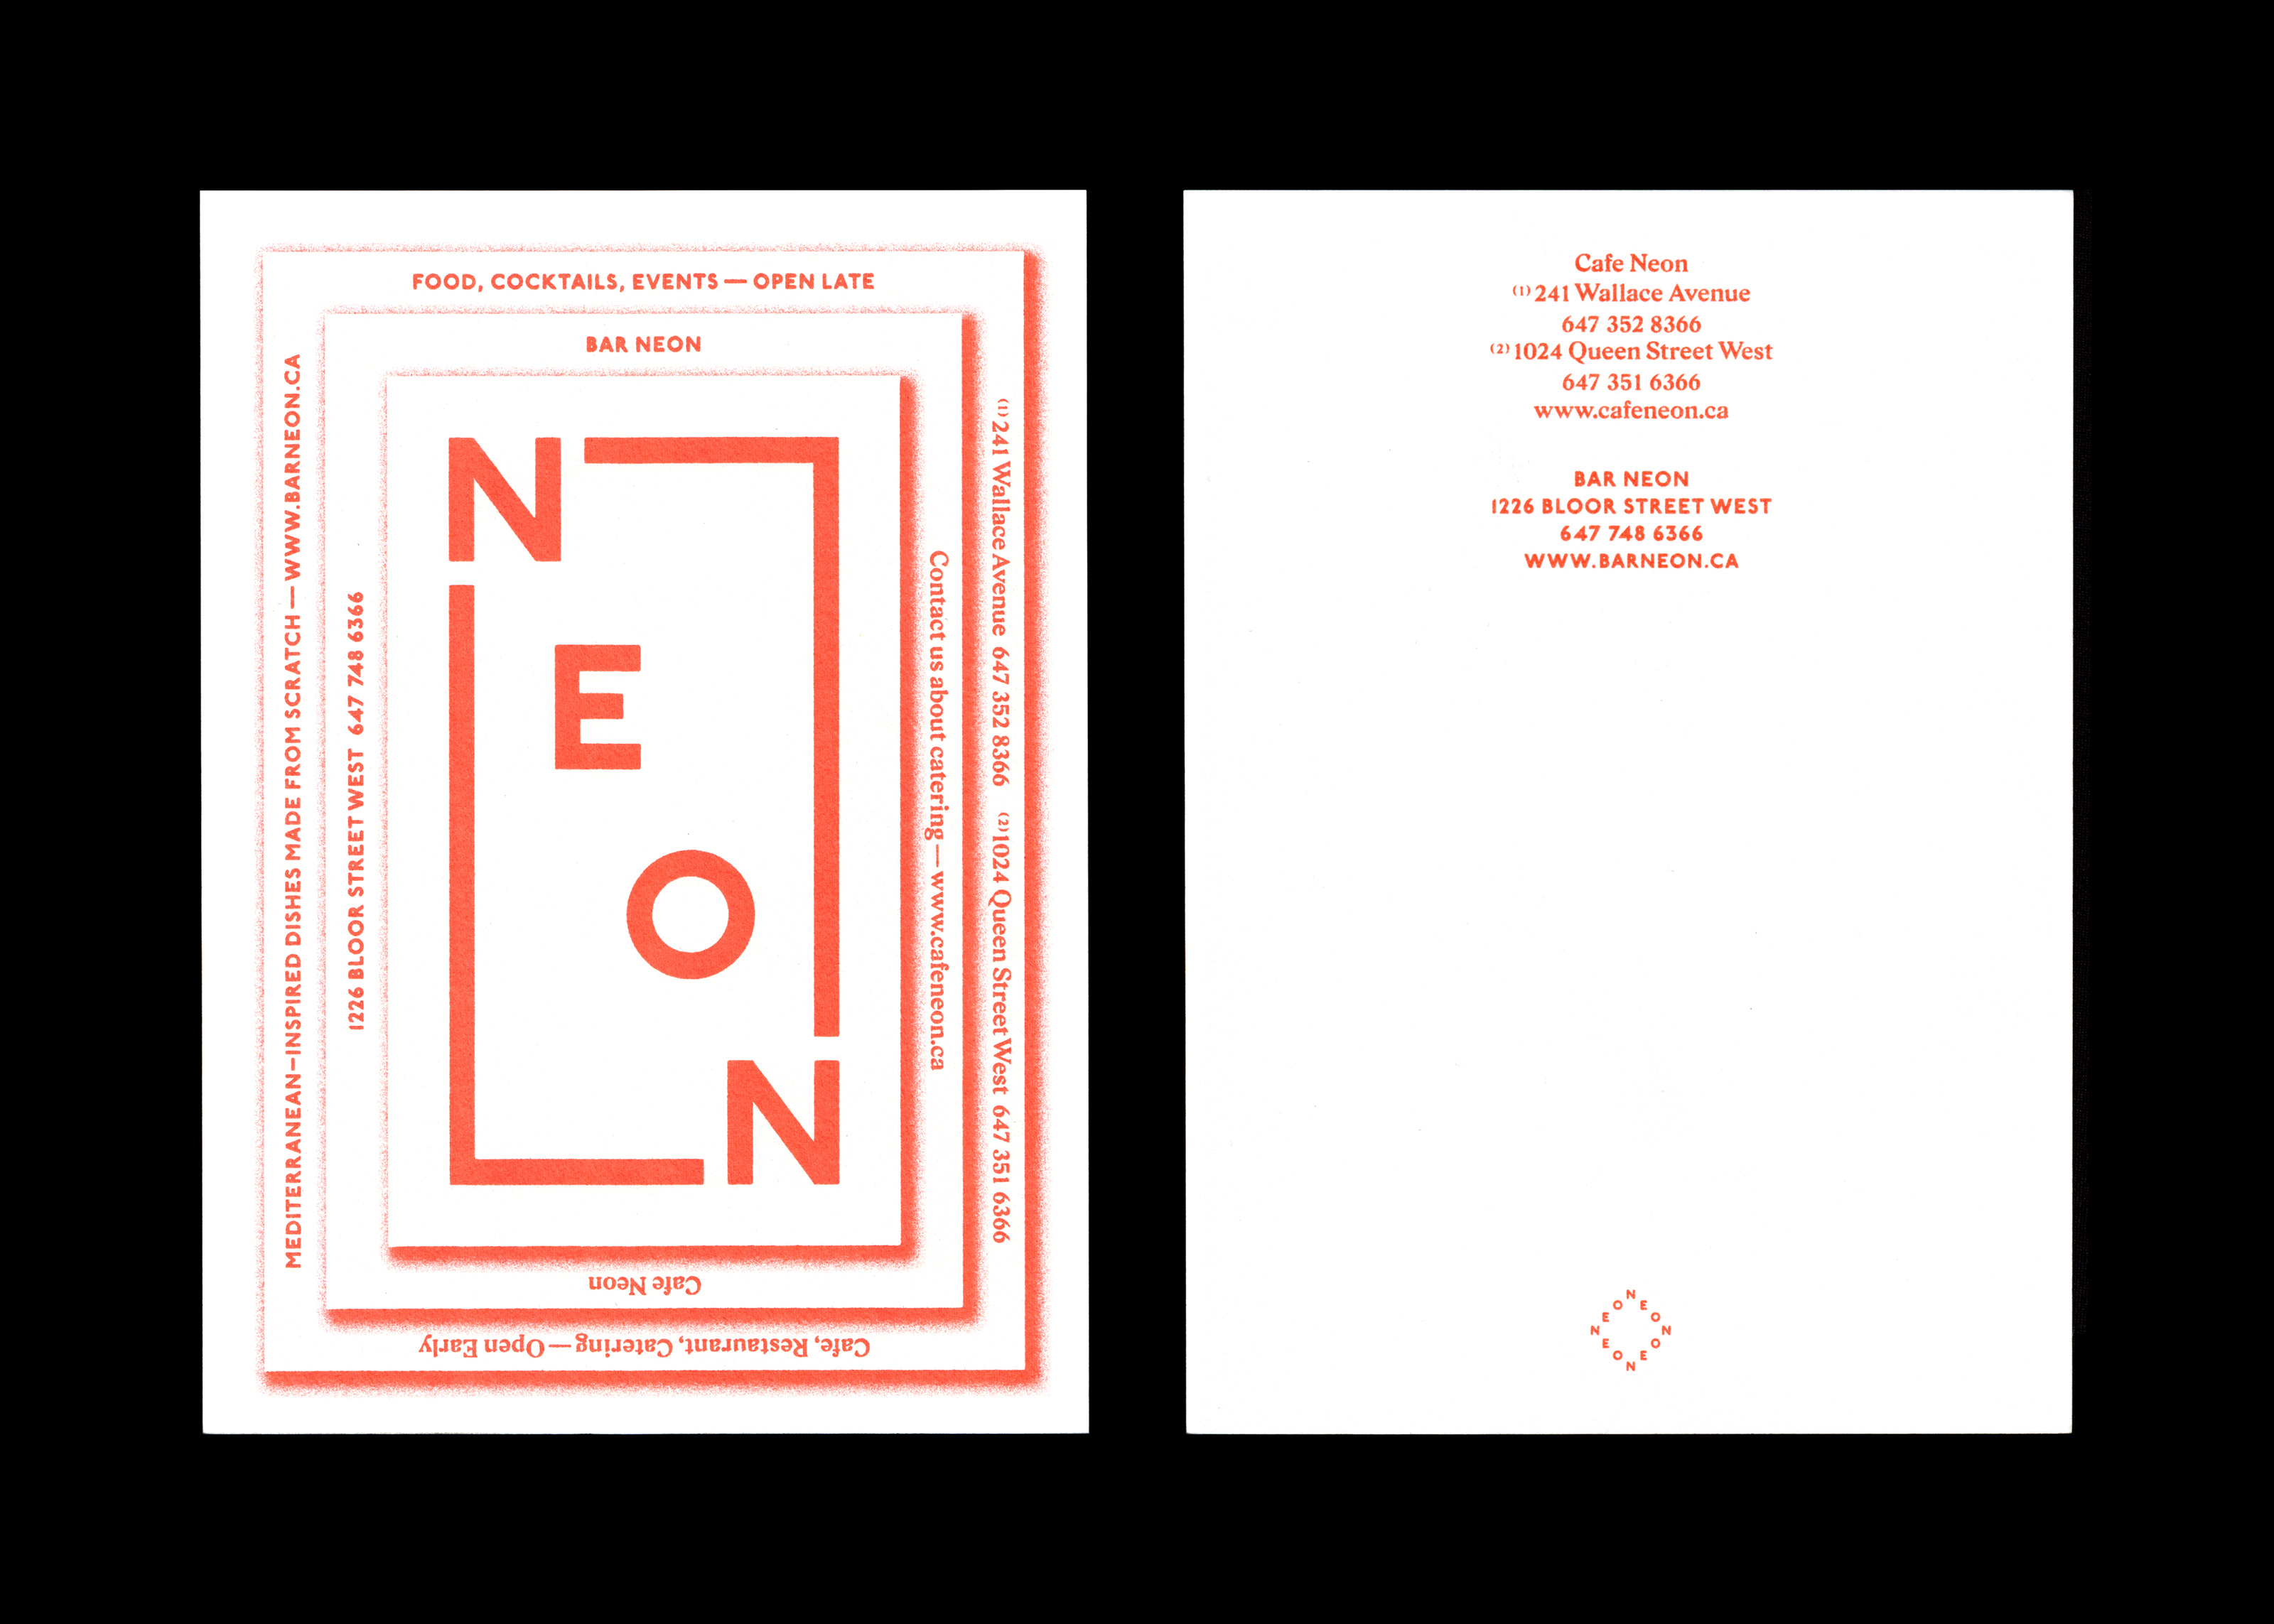 FOOD, COCKTAILS, EVENTS — OPEN LATE
BAR NEON
MEDITERRANEAN-INSPIRED DISHES MADE FROM SCRATCH — WWW.BARNEON.CA
1226 BLOOR STREET WEST 647 748 6366
N
E
O
N
Contact us about catering — www.cafeneon.ca
(1) 241 Wallace Avenue 647 352 8366 (2) 1024 Queen Street West 647 351 6366
Cafe Neon
Cafe, Restaurant, Catering — Open Early
Cafe Neon
(1) 241 Wallace Avenue
647 352 8366
(2) 1024 Queen Street West
647 351 6366
www.cafeneon.ca
BAR NEON
1226 BLOOR STREET WEST
647 748 6366
WWW.BARNEON.CA
NEONEONEONEO